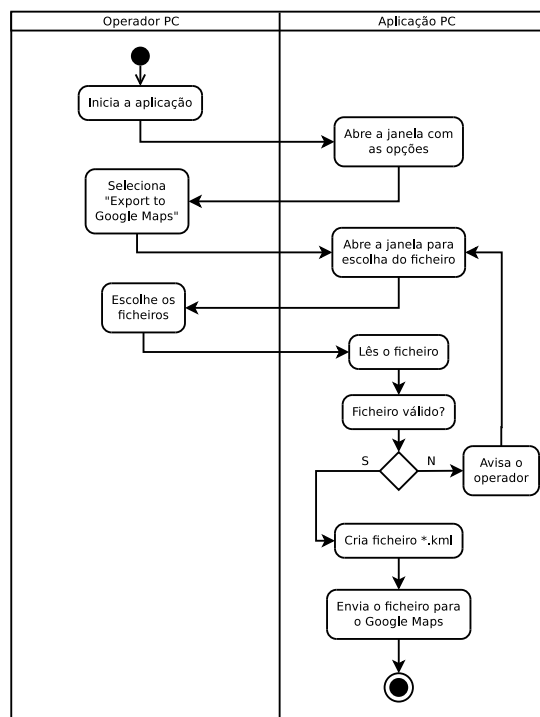 Operador PC
Aplicação PC
Inicia a aplicação
Abre a janela com
as opções
Seleciona
"Export to
Google Maps"
Abre a janela para
escolha do ficheiro
Escolhe os
ficheiros
Lês o ficheiro
Ficheiro válido?
S
N
Avisa o
operador
Cria ficheiro *.kml
Envia o ficheiro para
o Google Maps